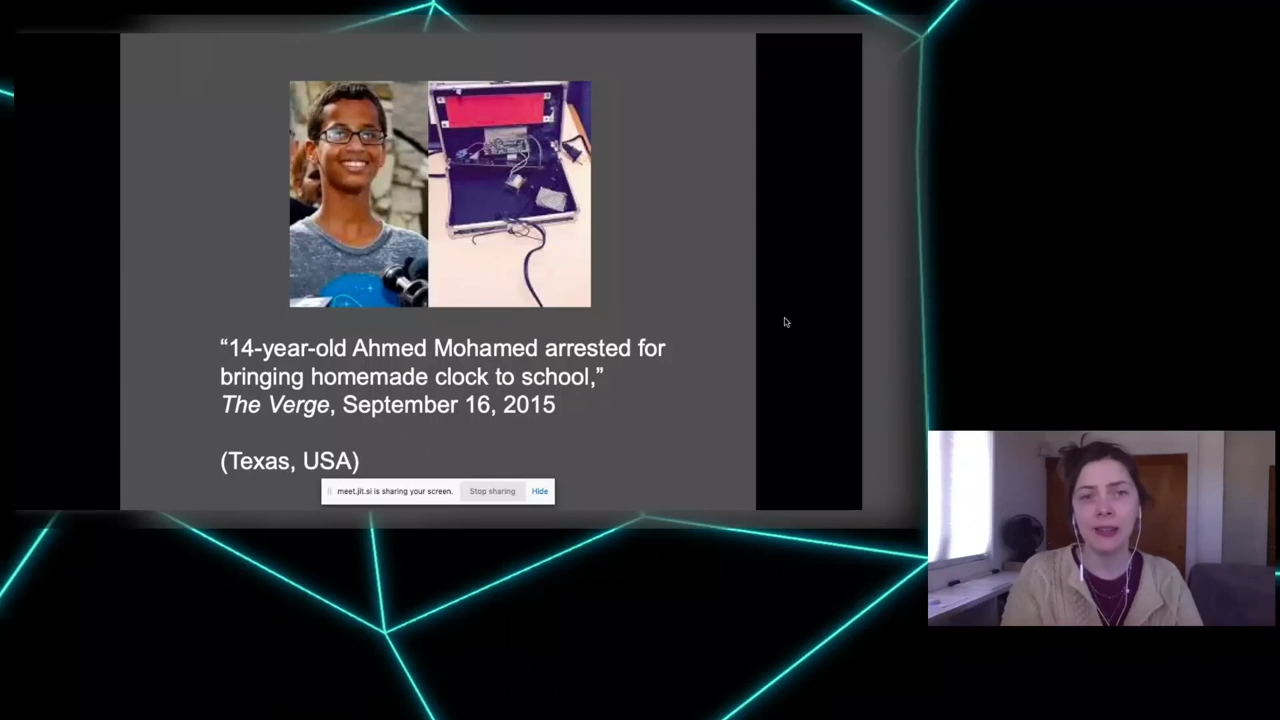 “14-year-old Ahmed Mohamed arrested for
bringing homemade clock to school,”
The Verge, September 16, 2015
(Texas, USA)
meet.jit.si is sharing your screen. Stop sharing Hide